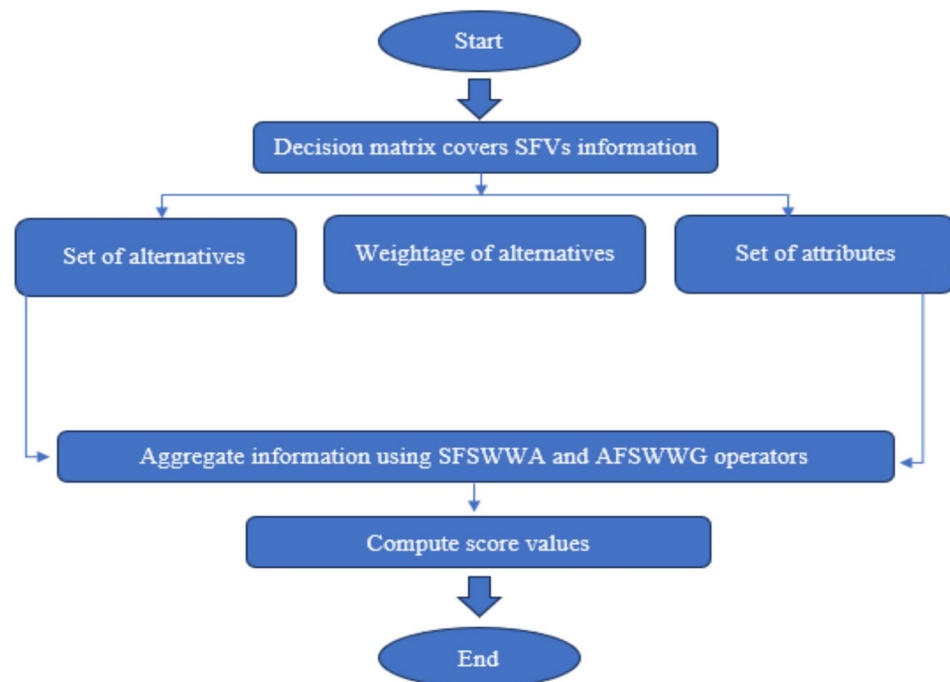 Start
Decision matrix covers SFVs information
Set of alternatives
Weightage of alternatives
Set of attributes
Aggregate information using SFSWWA and AFSWWG operators
Compute score values
End